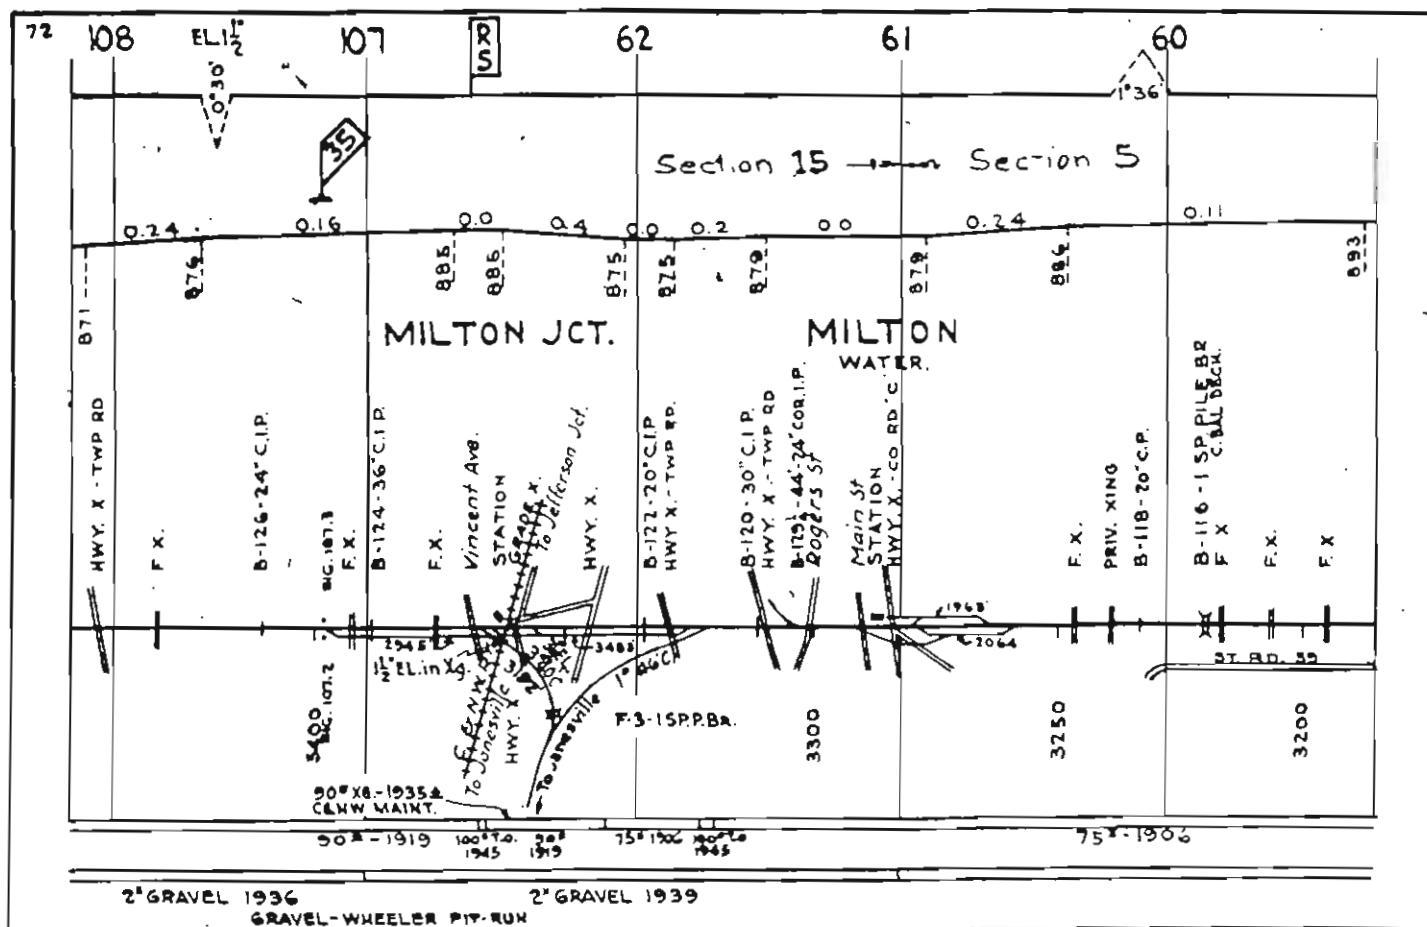 72
108
EL.1½"
107
R
S
62
61
60
0°30'
1°36'
35
Section 15
Section 5
0.24
0.16
0.0
0.4
0.0
0.2
0 0
0.24
0.11
871
876
885
885
875
875
879
879
886
893
MILTON JCT.
MILTON
WATER.
HWY. X - TWP RD
F X.
B-126-24" C.I.P.
F. X.
B-124-36" C.I P.
F. X.
Vincent Ave.
STATION
GRADE X.
To Jefferson Jct.
HWY. X.
B-122-20" C.I.P
HWY X.-TWP RD.
B-120-30" C.I P.
HWY X.-TWP RD
B-129½-44'-24" COR.I.P.
Rogers St
Main St
STATION
HWY. X.-CO RD "C"
F. X.
PRIV. XING
B-118-20" C.P.
B-116-1 SP PILE BR
C. BAL DECK.
F X
F. X.
F. X
107.3
107.2
2945
3485
1968
2064
1½" EL. in Xg.
C.&N.W. RY.
To Janesville
HWY. X
To Janesville
F-3-1SP.P.BR.
ST. RD. 59
3400
3300
3250
3200
90# XG.-1935
C&NW MAINT.
90# - 1919
100# T.O.
1945
90#
1919
75# 1906
100# T.O
1945
75# - 1906
2" GRAVEL 1936
2" GRAVEL 1939
GRAVEL-WHEELER PIT-RUN